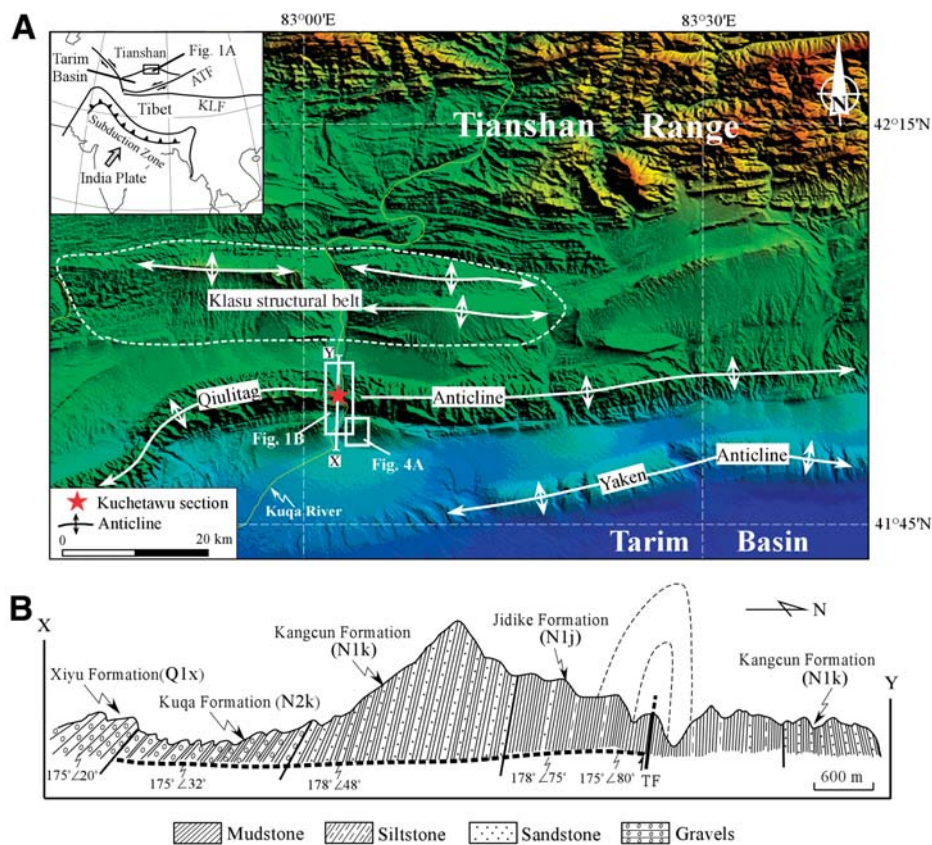 A
83°00'E
83°30'E
Tianshan
Fig. 1A
Tarim
Basin
ATF
Tibet
KLF
Subduction Zone
India Plate
N
Tianshan Range
42°15'N
Klasu structural belt
Y
Qiulitag
Anticline
Fig. 1B
X
Fig. 4A
Anticline
Yaken
Kuqa River
Kuchetawu section
Anticline
0
20 km
41°45'N
Tarim Basin
B
X
Xiyu Formation(Q1x)
Kuqa Formation (N2k)
Kangcun Formation
(N1k)
Jidike Formation
(N1j)
N
Kangcun Formation
(N1k)
Y
175°∠20°
175°∠32°
178°∠48°
178°∠75°
175°∠80°
TF
600 m
Mudstone
Siltstone
Sandstone
Gravels